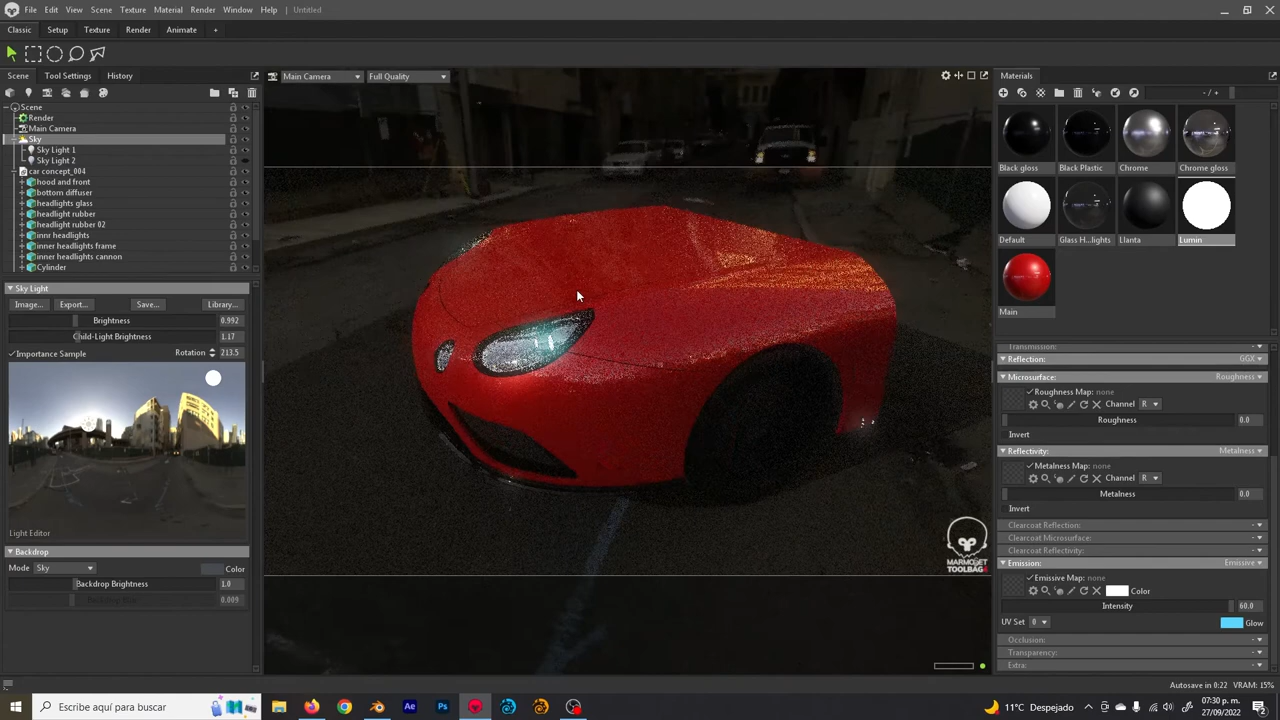 File Edit View Scene Texture Material Render Window Help Untitled
Classic Setup Texture Render Animate +
Scene Tool Settings History
Main Camera Full Quality
Materials
- / +
Scene
Render
Main Camera
Sky
Sky Light 1
Sky Light 2
car concept_004
hood and front
bottom diffuser
headlights glass
headlight rubber
headlight rubber 02
innr headlights
inner headlights frame
inner headlights cannon
Cylinder
Sky Light
Image... Export... Save... Library...
Brightness 0.992
Child-Light Brightness 1.17
Importance Sample Rotation 213.5
Light Editor
Backdrop
Mode Sky Color
Backdrop Brightness 1.0
Backdrop Blur 0.009
MARMOSET
TOOLBAG4
Black gloss Black Plastic Chrome Chrome gloss
Default Glass H...lights Llanta Lumin
Main
Transmission:
Reflection: GGX
Microsurface: Roughness
Roughness Map: none
Channel R
Roughness 0.0
Invert
Reflectivity: Metalness
Metalness Map: none
Channel R
Metalness 0.0
Invert
Clearcoat Reflection:
Clearcoat Microsurface:
Clearcoat Reflectivity:
Emission: Emissive
Emissive Map: none
Color
Intensity 60.0
UV Set 0 Glow
Occlusion:
Transparency:
Extra:
Autosave in 0:22 VRAM: 15%
Escribe aquí para buscar
Ae Ps
11°C Despejado
07:30 p. m.
27/09/2022